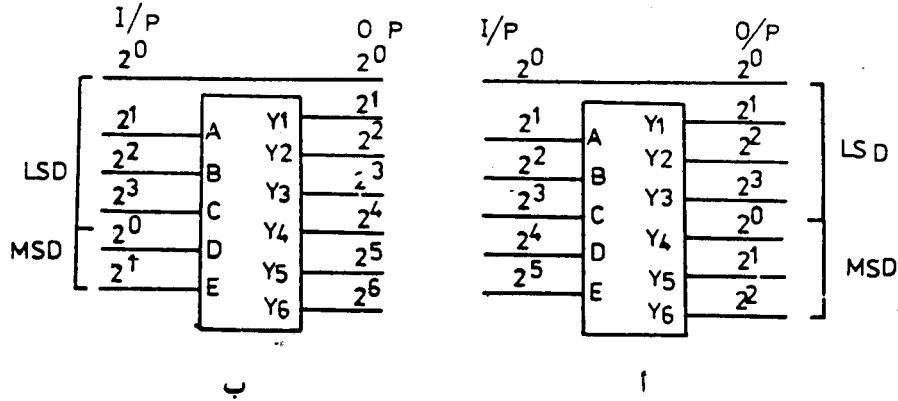 I/P O P
2^0 2^0
2^1 A Y1 2^1
2^2 B Y2 2^2
LSD
2^3 C Y3 2^3
MSD
2^0 D Y4 2^4
2^1 E Y5 2^5
Y6 2^6
ب
I/P O/P
2^0 2^0
2^1 A Y1 2^1
2^2 B Y2 2^2
LSD
2^3 C Y3 2^3
2^4 D Y4 2^0
MSD
2^5 E Y5 2^1
Y6 2^2
أ